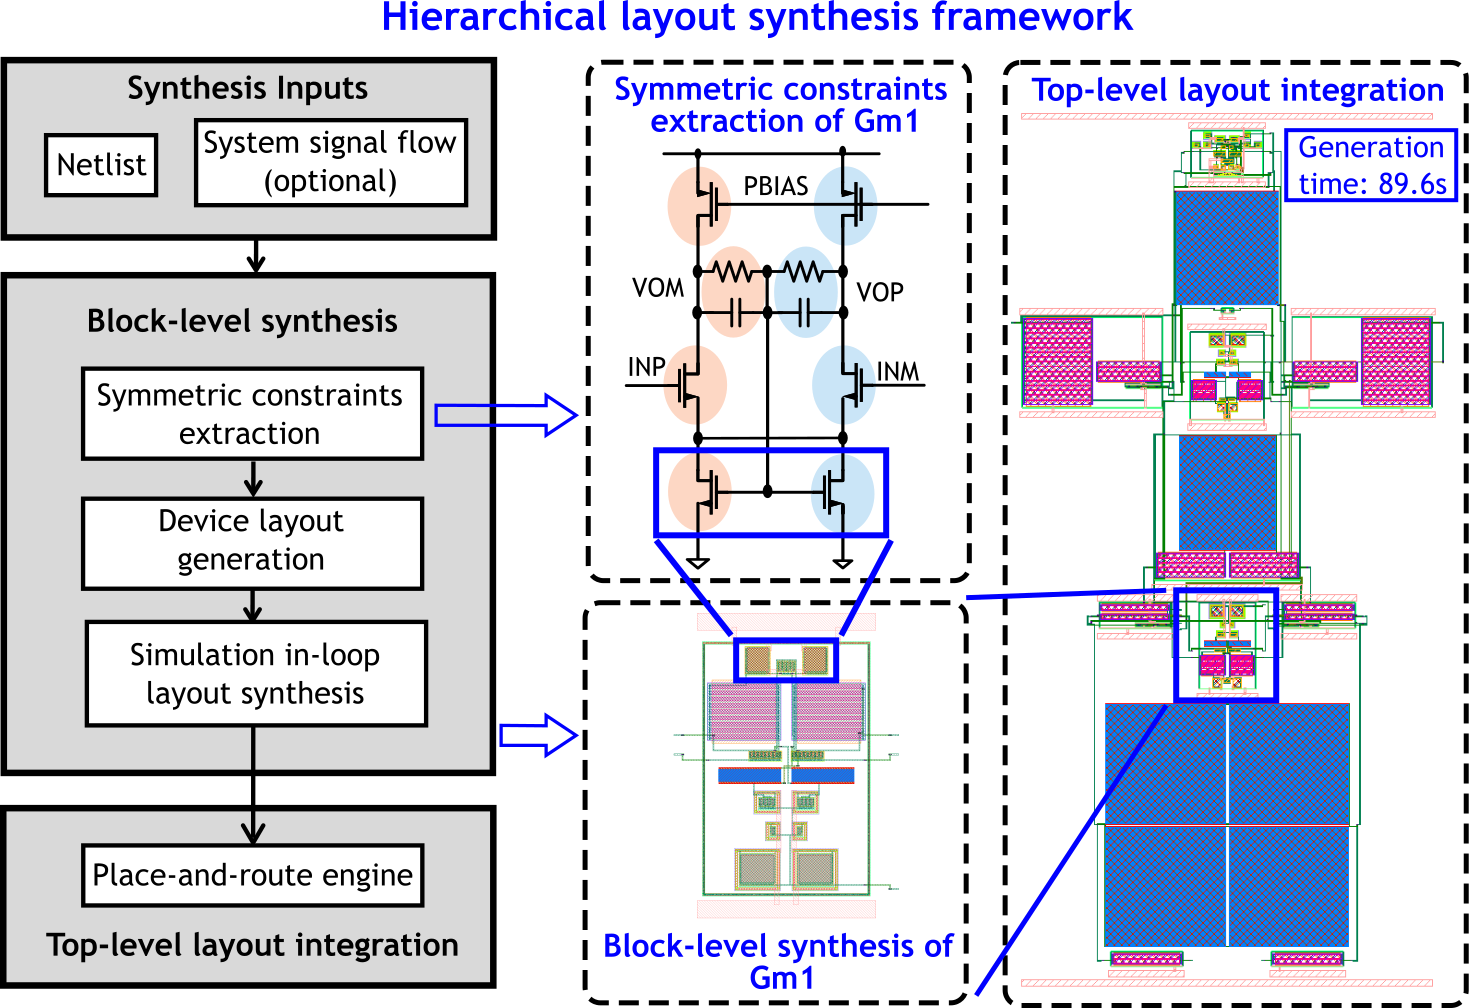 Hierarchical layout synthesis framework
Synthesis Inputs
Netlist
System signal flow
(optional)
Block-level synthesis
Symmetric constraints
extraction
Device layout
generation
Simulation in-loop
layout synthesis
Place-and-route engine
Top-level layout integration
Symmetric constraints
extraction of Gm1
PBIAS
VOM
VOP
INP
INM
Block-level synthesis of
Gm1
Top-level layout integration
Generation
time: 89.6s